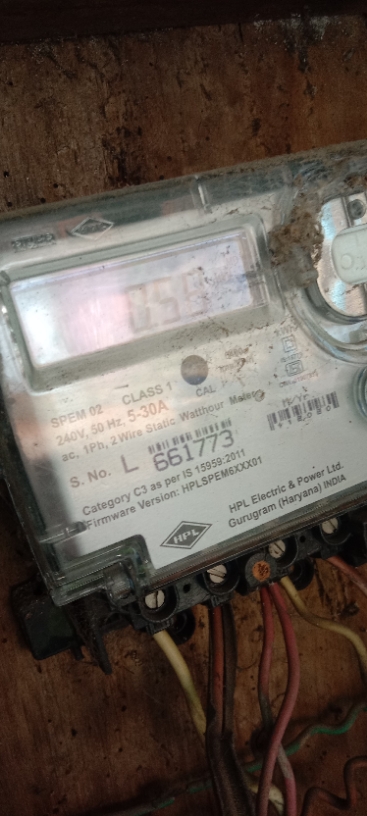 HPL
SPEM 02 CLASS 1
240V, 50 Hz, 5-30A CAL
ac, 1Ph, 2 Wire Static Watthour Meter
S. No. L 661773
Category C3 as per IS 15959:2011
Firmware Version: HPLSPEM6XXX01
HPL
HPL Electric & Power Ltd.
Gurugram (Haryana) INDIA